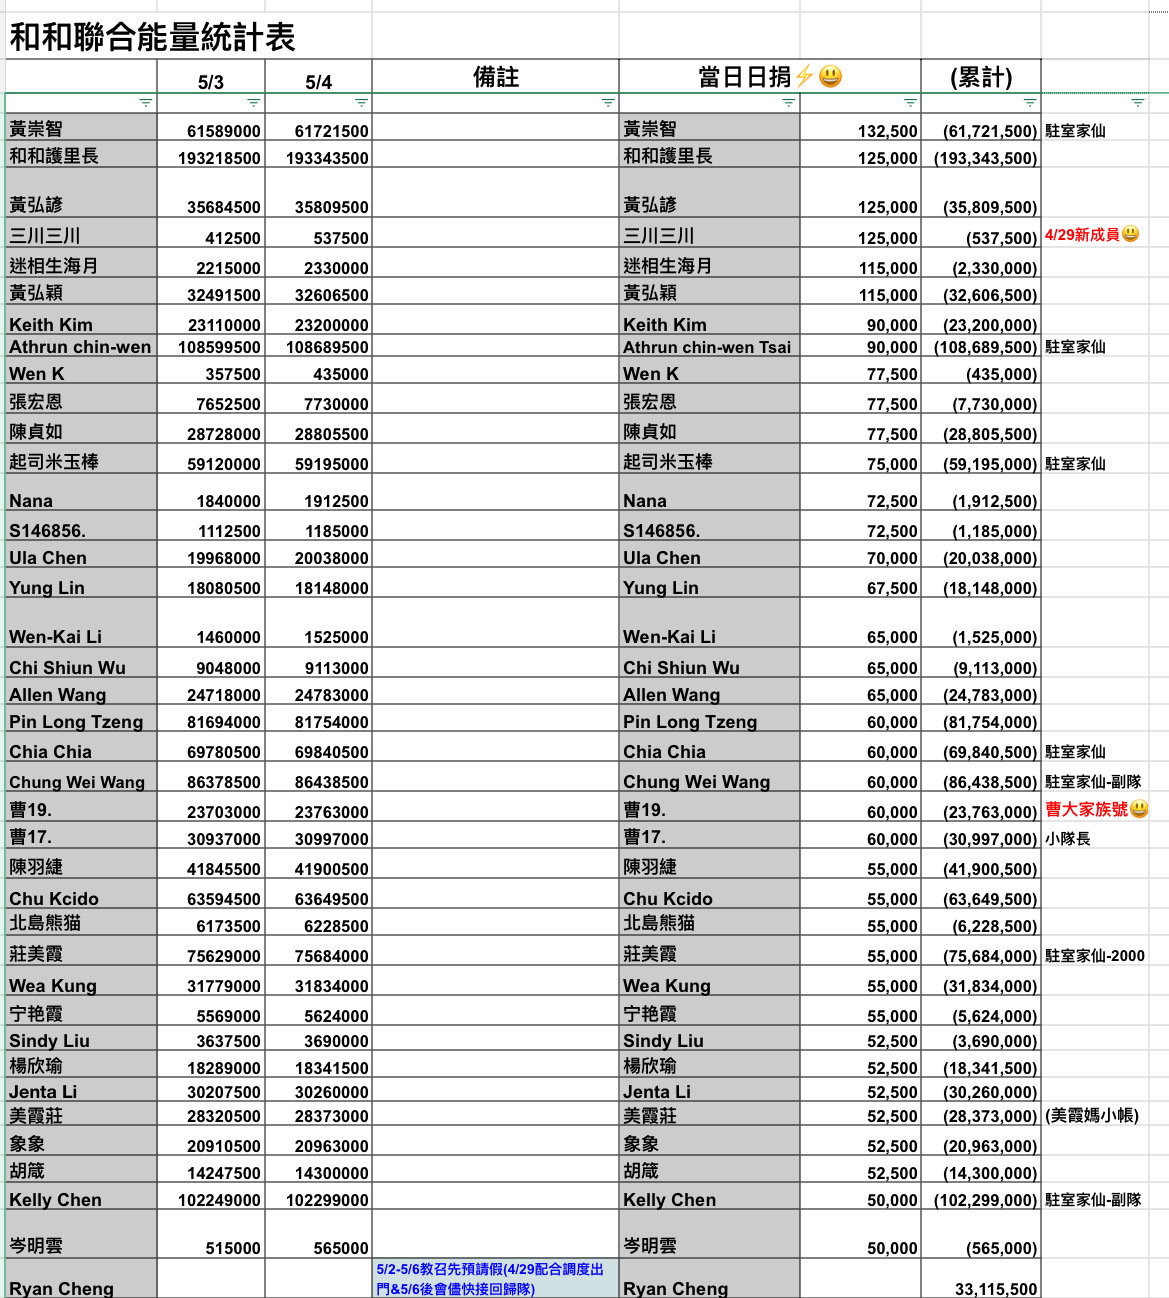 和和聯合能量統計表
5/3 5/4 備註 當日日捐⚡😃 (累計)
黃崇智 61589000 61721500 黃崇智 132,500 (61,721,500) 駐室家仙
和和護里長 193218500 193343500 和和護里長 125,000 (193,343,500)
黃弘諺 35684500 35809500 黃弘諺 125,000 (35,809,500)
三川三川 412500 537500 三川三川 125,000 (537,500) 4/29新成員😃
迷相生海月 2215000 2330000 迷相生海月 115,000 (2,330,000)
黃弘穎 32491500 32606500 黃弘穎 115,000 (32,606,500)
Keith Kim 23110000 23200000 Keith Kim 90,000 (23,200,000)
Athrun chin-wen 108599500 108689500 Athrun chin-wen Tsai 90,000 (108,689,500) 駐室家仙
Wen K 357500 435000 Wen K 77,500 (435,000)
張宏恩 7652500 7730000 張宏恩 77,500 (7,730,000)
陳貞如 28728000 28805500 陳貞如 77,500 (28,805,500)
起司米玉棒 59120000 59195000 起司米玉棒 75,000 (59,195,000) 駐室家仙
Nana 1840000 1912500 Nana 72,500 (1,912,500)
S146856. 1112500 1185000 S146856. 72,500 (1,185,000)
Ula Chen 19968000 20038000 Ula Chen 70,000 (20,038,000)
Yung Lin 18080500 18148000 Yung Lin 67,500 (18,148,000)
Wen-Kai Li 1460000 1525000 Wen-Kai Li 65,000 (1,525,000)
Chi Shiun Wu 9048000 9113000 Chi Shiun Wu 65,000 (9,113,000)
Allen Wang 24718000 24783000 Allen Wang 65,000 (24,783,000)
Pin Long Tzeng 81694000 81754000 Pin Long Tzeng 60,000 (81,754,000)
Chia Chia 69780500 69840500 Chia Chia 60,000 (69,840,500) 駐室家仙
Chung Wei Wang 86378500 86438500 Chung Wei Wang 60,000 (86,438,500) 駐室家仙-副隊
曹19. 23703000 23763000 曹19. 60,000 (23,763,000) 曹大家族號😃
曹17. 30937000 30997000 曹17. 60,000 (30,997,000) 小隊長
陳羽緁 41845500 41900500 陳羽緁 55,000 (41,900,500)
Chu Kcido 63594500 63649500 Chu Kcido 55,000 (63,649,500)
北島熊猫 6173500 6228500 北島熊猫 55,000 (6,228,500)
莊美霞 75629000 75684000 莊美霞 55,000 (75,684,000) 駐室家仙-2000
Wea Kung 31779000 31834000 Wea Kung 55,000 (31,834,000)
宁艳霞 5569000 5624000 宁艳霞 55,000 (5,624,000)
Sindy Liu 3637500 3690000 Sindy Liu 52,500 (3,690,000)
楊欣瑜 18289000 18341500 楊欣瑜 52,500 (18,341,500)
Jenta Li 30207500 30260000 Jenta Li 52,500 (30,260,000)
美霞莊 28320500 28373000 美霞莊 52,500 (28,373,000) (美霞媽小帳)
象象 20910500 20963000 象象 52,500 (20,963,000)
胡箴 14247500 14300000 胡箴 52,500 (14,300,000)
Kelly Chen 102249000 102299000 Kelly Chen 50,000 (102,299,000) 駐室家仙-副隊
岑明雲 515000 565000 岑明雲 50,000 (565,000)
5/2-5/6教召先預請假(4/29配合調度出
Ryan Cheng 門&5/6後會儘快接回歸隊) Ryan Cheng 33,115,500